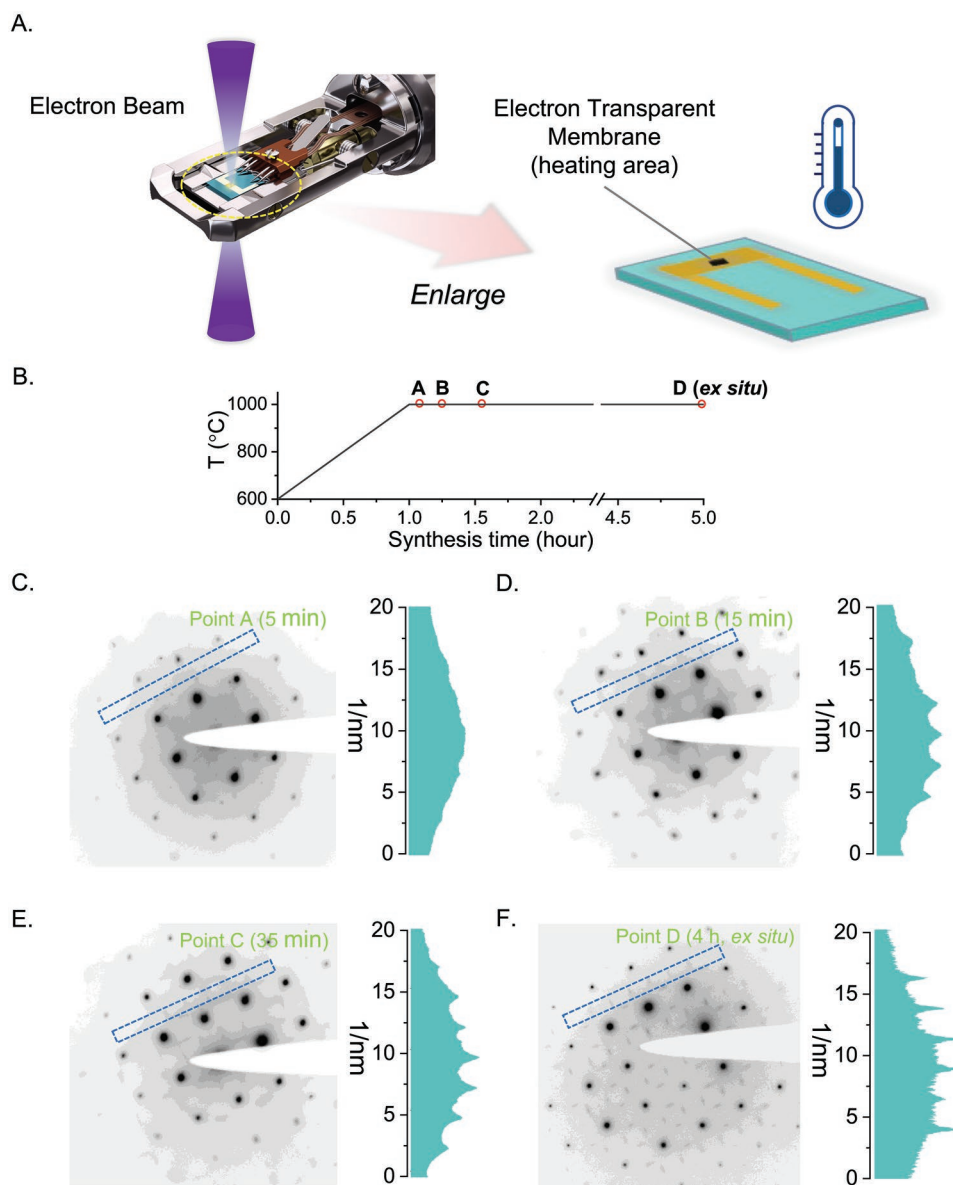 A.
Electron Beam
Electron Transparent
Membrane
(heating area)
Enlarge
B.
A B C D (ex situ)
T (°C)
1000
800
600
0.0 0.5 1.0 1.5 2.0 4.5 5.0
Synthesis time (hour)
C.
Point A (5 min)
20
15
10
5
0
1/nm
D.
Point B (15 min)
20
15
10
5
0
1/nm
E.
Point C (35 min)
20
15
10
5
0
1/nm
F.
Point D (4 h, ex situ)
20
15
10
5
0
1/nm